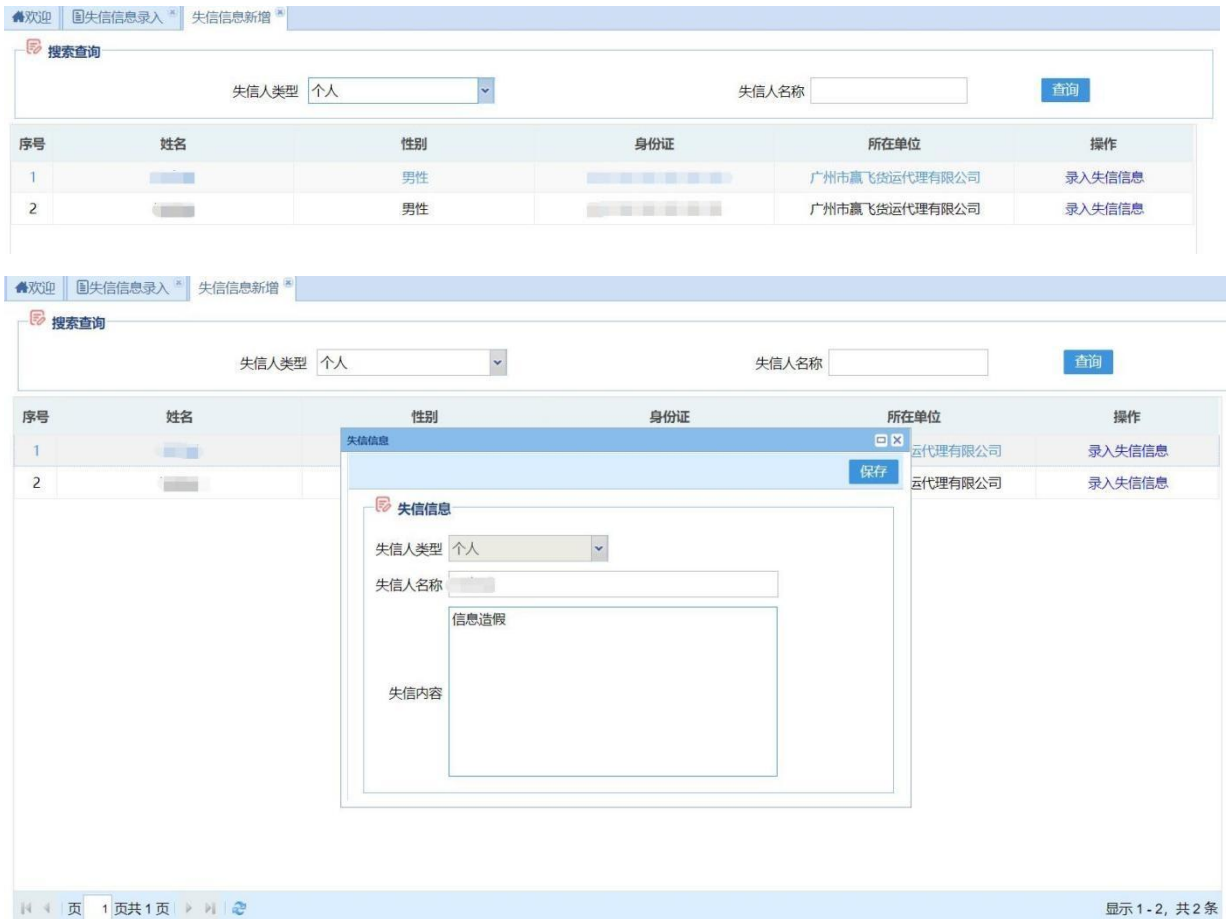 欢迎 失信信息录入 失信信息新增
搜索查询
失信人类型 个人 失信人名称 查询
序号 姓名 性别 身份证 所在单位 操作
1 男性 广州市赢飞货运代理有限公司 录入失信信息
2 男性 广州市赢飞货运代理有限公司 录入失信信息
欢迎 失信信息录入 失信信息新增
搜索查询
失信人类型 个人 失信人名称 查询
序号 姓名 性别 身份证 所在单位 操作
1 运代理有限公司 录入失信信息
2 运代理有限公司 录入失信信息
失信信息
保存
失信信息
失信人类型 个人
失信人名称
信息造假
失信内容
页 1 页共1页 显示1-2, 共2条